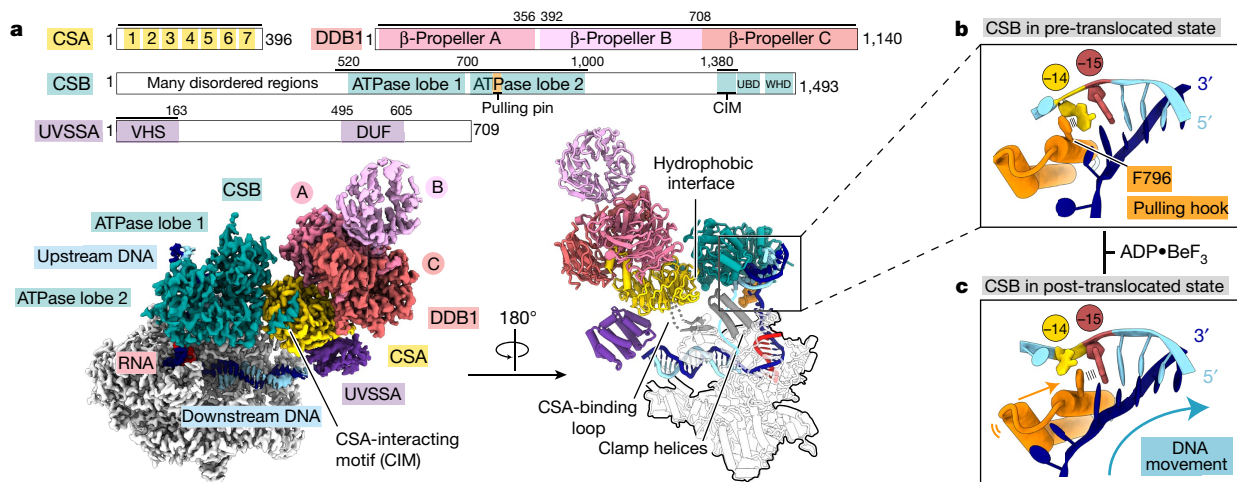 a
CSA 1 1 2 3 4 5 6 7 396
DDB1 1 β-Propeller A 356 392 β-Propeller B 708 β-Propeller C 1,140
CSB 1 Many disordered regions 520 ATPase lobe 1 700 ATPase lobe 2 1,000 1,380 UBD WHD 1,493
Pulling pin
CIM
UVSSA 1 VHS 163 495 DUF 605 709
CSB
A
B
C
ATPase lobe 1
Upstream DNA
ATPase lobe 2
DDB1
RNA
CSA
UVSSA
Downstream DNA
CSA-interacting
motif (CIM)
180°
Hydrophobic
interface
CSA-binding
loop
Clamp helices
b
CSB in pre-translocated state
−14
−15
3′
5′
F796
Pulling hook
ADP•BeF3
c
CSB in post-translocated state
−14
−15
3′
5′
DNA
movement